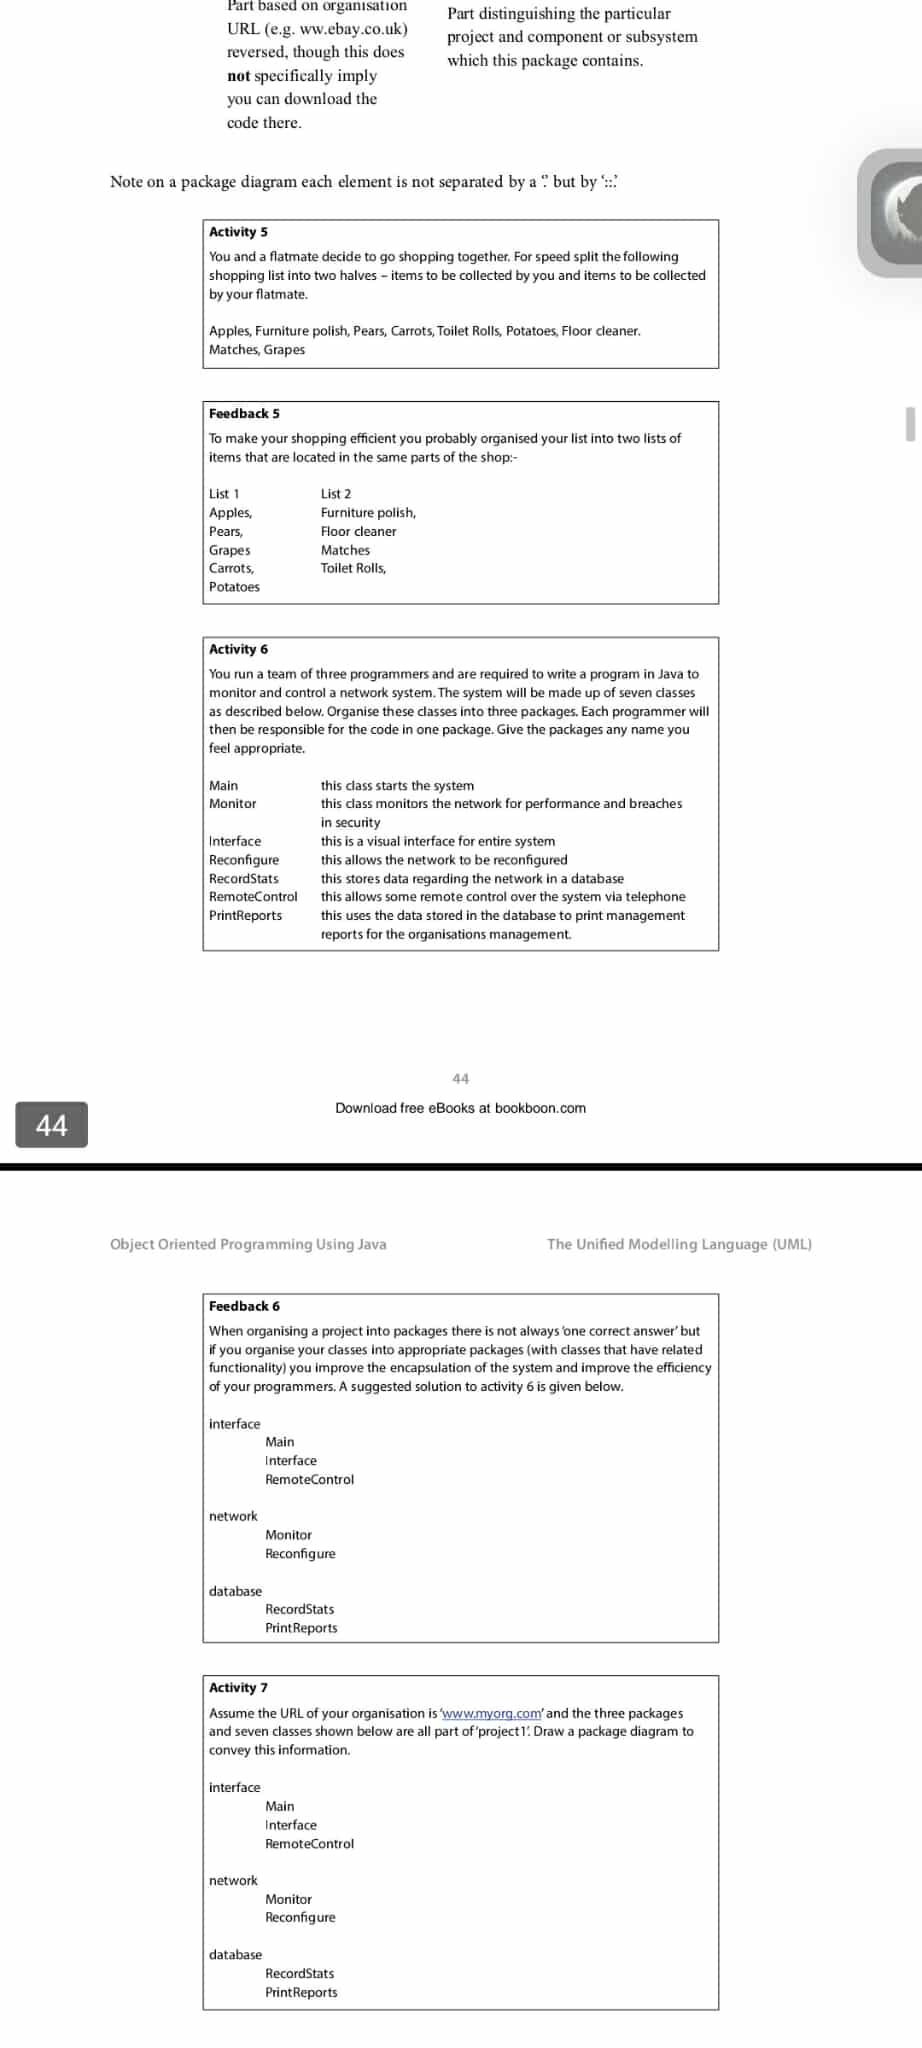 Part based on organisation
URL (e.g. ww.ebay.co.uk)
reversed, though this does
not specifically imply
you can download the
code there.
Part distinguishing the particular
project and component or subsystem
which this package contains.
Note on a package diagram each element is not separated by a ‘.’ but by ‘::’.
Activity 5
You and a flatmate decide to go shopping together. For speed split the following
shopping list into two halves – items to be collected by you and items to be collected
by your flatmate.
Apples, Furniture polish, Pears, Carrots, Toilet Rolls, Potatoes, Floor cleaner.
Matches, Grapes
Feedback 5
To make your shopping efficient you probably organised your list into two lists of
items that are located in the same parts of the shop:-
List 1 List 2
Apples, Furniture polish,
Pears, Floor cleaner
Grapes Matches
Carrots, Toilet Rolls,
Potatoes
Activity 6
You run a team of three programmers and are required to write a program in Java to
monitor and control a network system. The system will be made up of seven classes
as described below. Organise these classes into three packages. Each programmer will
then be responsible for the code in one package. Give the packages any name you
feel appropriate.
Main this class starts the system
Monitor this class monitors the network for performance and breaches
in security
Interface this is a visual interface for entire system
Reconfigure this allows the network to be reconfigured
RecordStats this stores data regarding the network in a database
RemoteControl this allows some remote control over the system via telephone
PrintReports this uses the data stored in the database to print management
reports for the organisations management.
44
Download free eBooks at bookboon.com
44
Object Oriented Programming Using Java The Unified Modelling Language (UML)
Feedback 6
When organising a project into packages there is not always ‘one correct answer’ but
if you organise your classes into appropriate packages (with classes that have related
functionality) you improve the encapsulation of the system and improve the efficiency
of your programmers. A suggested solution to activity 6 is given below.
interface
Main
Interface
RemoteControl
network
Monitor
Reconfigure
database
RecordStats
PrintReports
Activity 7
Assume the URL of your organisation is ‘www.myorg.com’ and the three packages
and seven classes shown below are all part of ‘project1’. Draw a package diagram to
convey this information.
interface
Main
Interface
RemoteControl
network
Monitor
Reconfigure
database
RecordStats
PrintReports